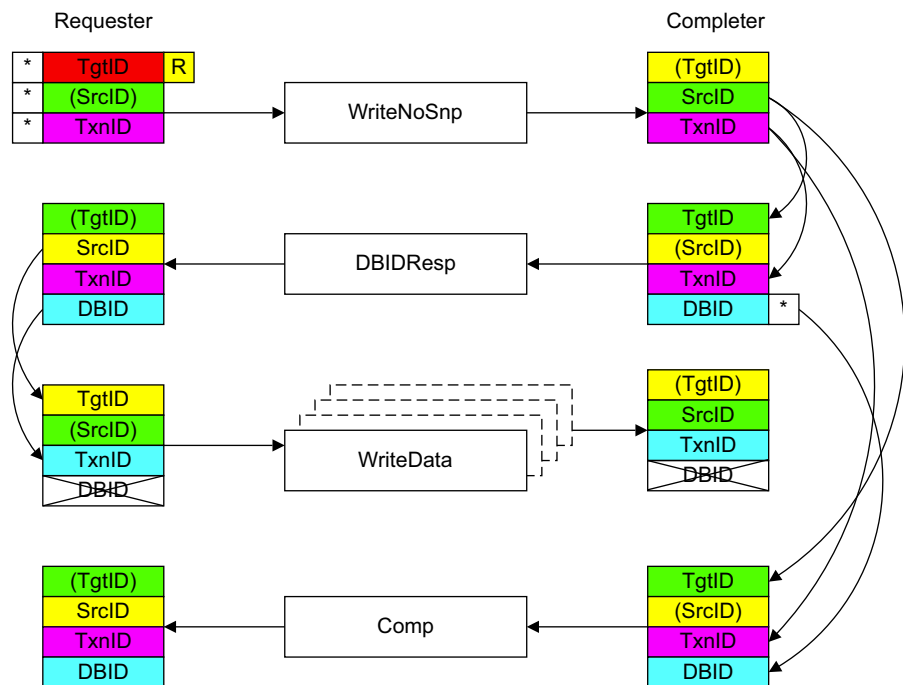 Requester Completer
* TgtID R (TgtID)
* (SrcID) WriteNoSnp SrcID
* TxnID TxnID
(TgtID) TgtID
SrcID DBIDResp (SrcID)
TxnID TxnID
DBID DBID *
TgtID (TgtID)
(SrcID) SrcID
TxnID WriteData TxnID
DBID DBID
(TgtID) TgtID
SrcID Comp (SrcID)
TxnID TxnID
DBID DBID